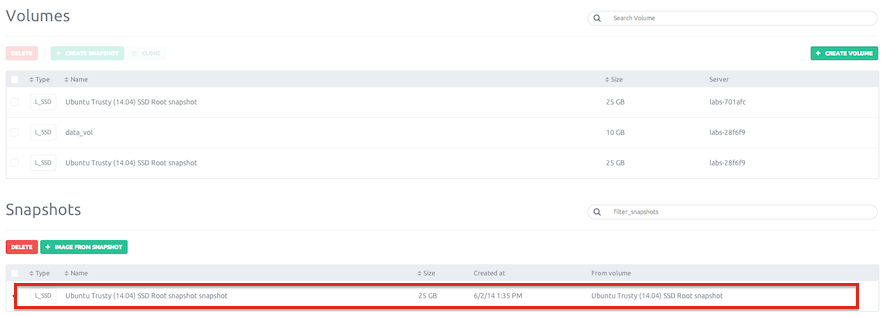 Volumes
Search Volume
DELETE + CREATE SNAPSHOT CLONE + CREATE VOLUME
Type Name Size Server
L_SSD Ubuntu Trusty (14.04) SSD Root snapshot 25 GB labs-701afc
L_SSD data_vol 10 GB labs-28f6f9
L_SSD Ubuntu Trusty (14.04) SSD Root snapshot 25 GB labs-28f6f9
Snapshots
filter_snapshots
DELETE + IMAGE FROM SNAPSHOT
Type Name Size Created at From volume
L_SSD Ubuntu Trusty (14.04) SSD Root snapshot snapshot 25 GB 6/2/14 1:35 PM Ubuntu Trusty (14.04) SSD Root snapshot